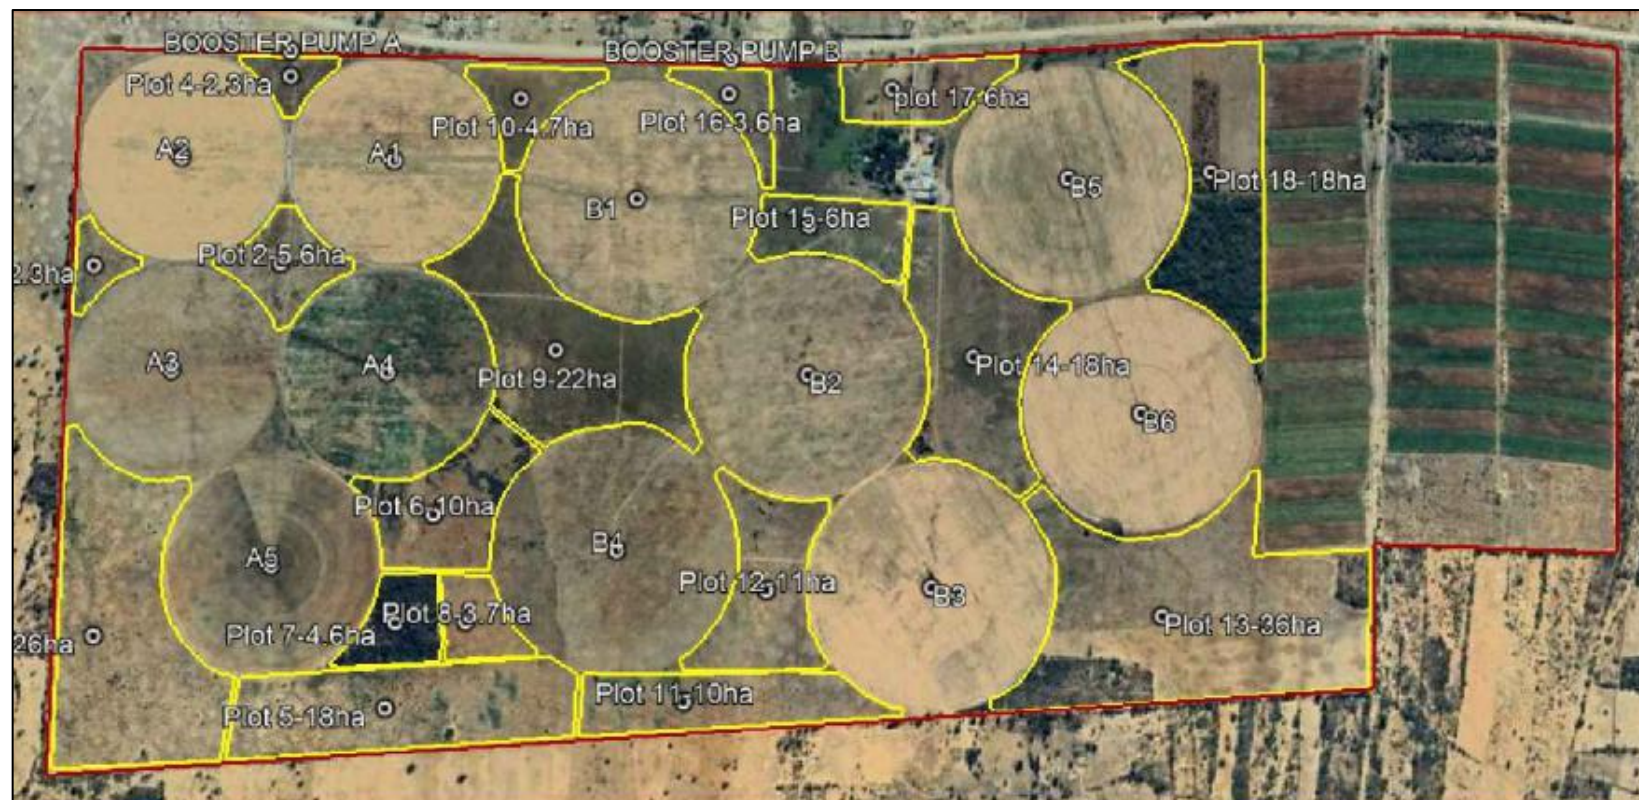 BOOSTER PUMP A
BOOSTER PUMP B
Plot 4-2.3ha
Plot 10-4.7ha
Plot 16-3.6ha
plot 17-6ha
A2
A1
B1
B5
Plot 18-18ha
Plot 15-6ha
Plot 2-5.6ha
2.3ha
A3
A4
Plot 9-22ha
B2
Plot 14-18ha
B6
Plot 6-10ha
A5
B4
Plot 12-11ha
B3
Plot 8-3.7ha
Plot 7-4.6ha
26ha
Plot 13-36ha
Plot 5-18ha
Plot 11-10ha